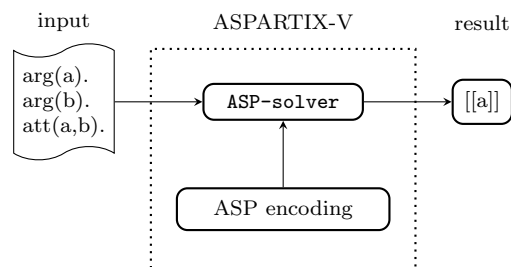 input
ASPARTIX-V
result
arg(a).
arg(b).
att(a,b).
ASP-solver
[[a]]
ASP encoding